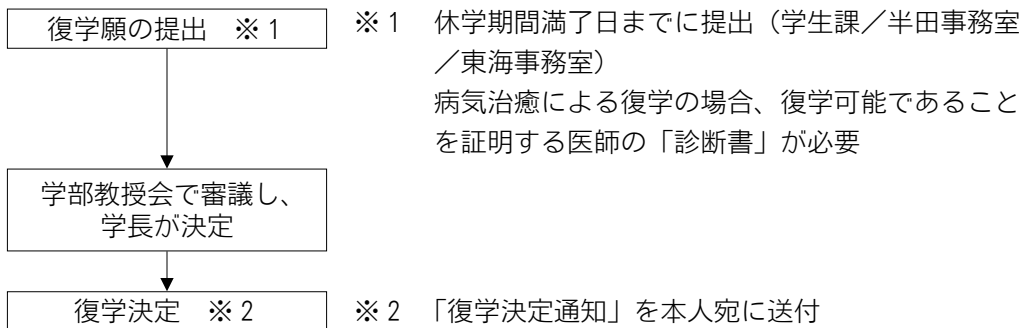 復学願の提出　※１
※１　休学期間満了日までに提出（学生課／半田事務室
／東海事務室）
病気治癒による復学の場合、復学可能であること
を証明する医師の「診断書」が必要
学部教授会で審議し、
学長が決定
復学決定　※２
※２　「復学決定通知」を本人宛に送付